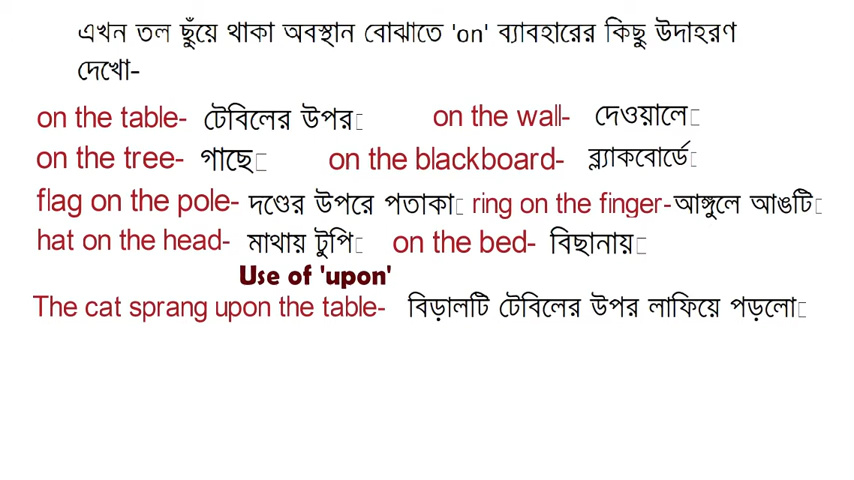 এখন তল ছুঁয়ে থাকা অবস্থান বোঝাতে 'on' ব্যাবহারের কিছু উদাহরণ
দেখো-
on the table- টেবিলের উপর on the wall- দেওয়ালে
on the tree- গাছে on the blackboard- ব্ল্যাকবোর্ডে
flag on the pole- দণ্ডের উপরে পতাকা ring on the finger- আঙ্গুলে আঙটি
hat on the head- মাথায় টুপি on the bed- বিছানায়
Use of 'upon'
The cat sprang upon the table- বিড়ালটি টেবিলের উপর লাফিয়ে পড়লো